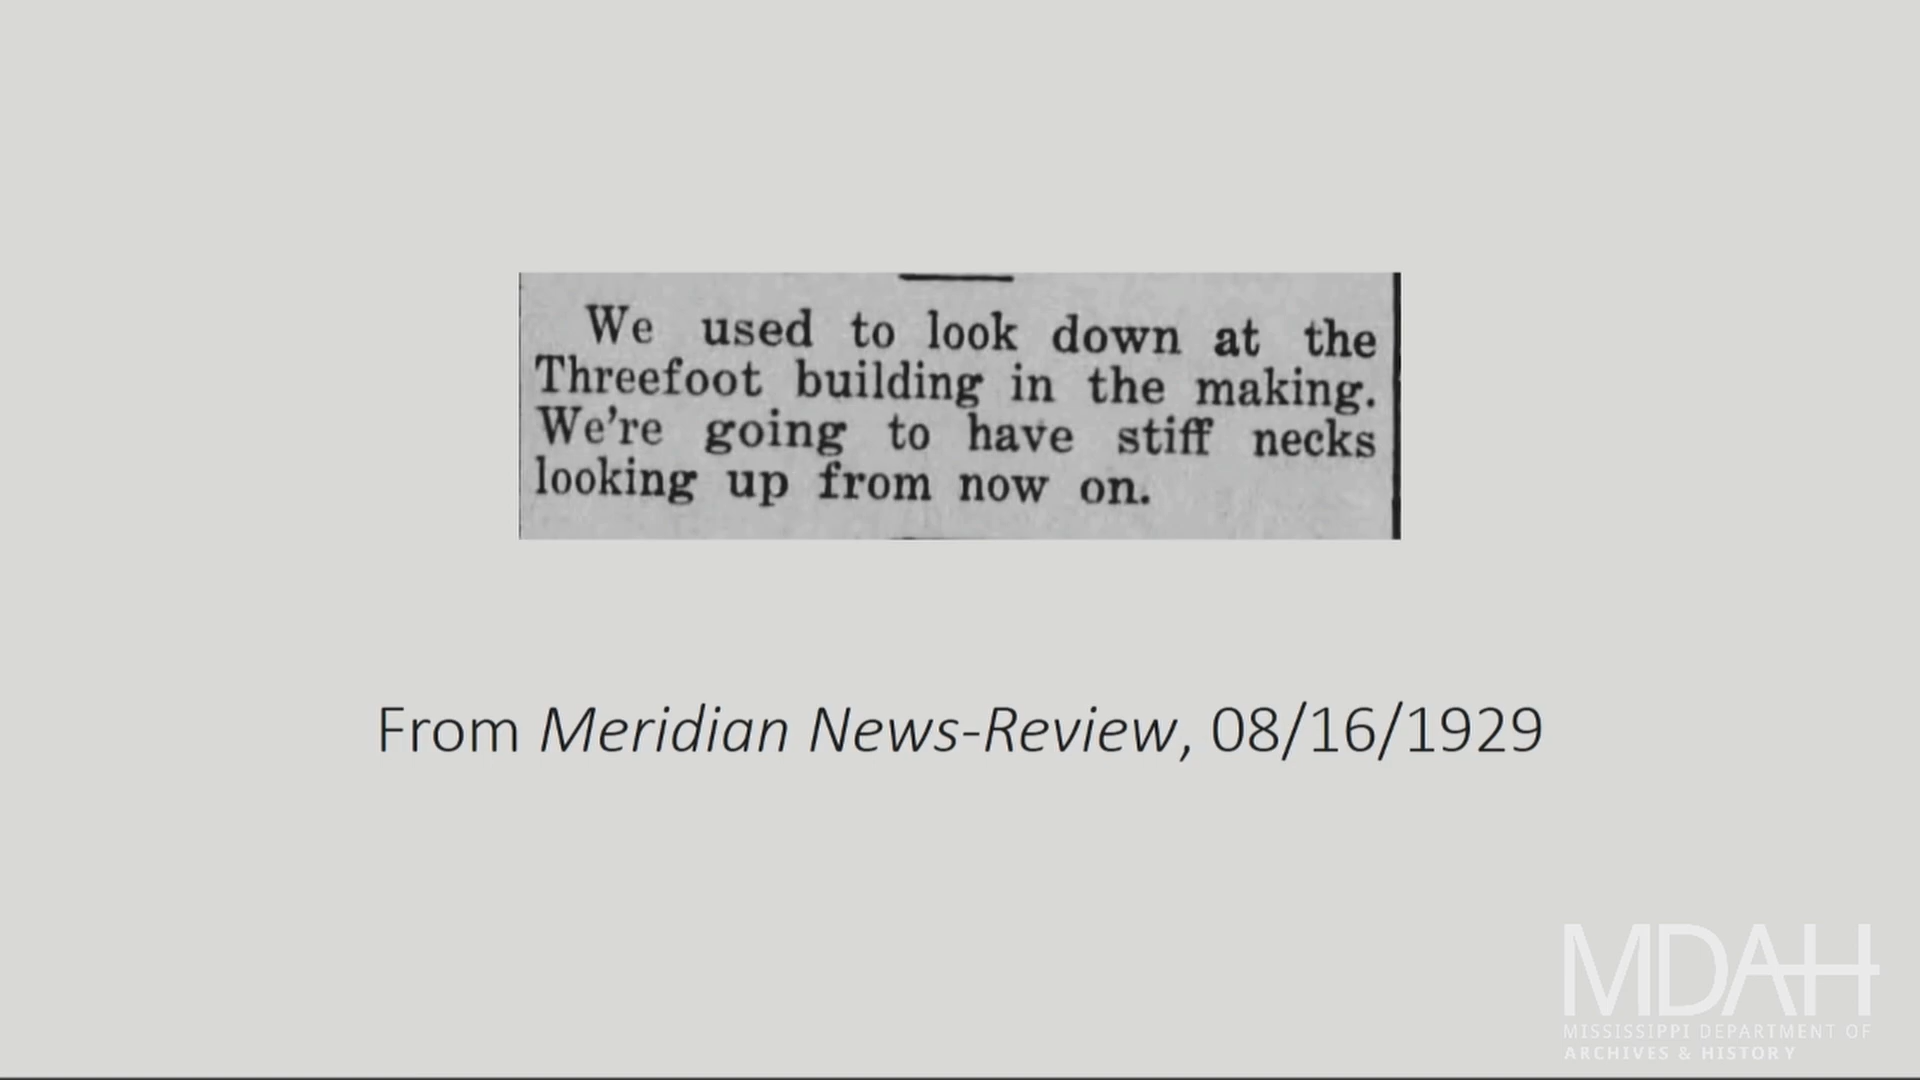 We used to look down at the
Threefoot building in the making.
We're going to have stiff necks
looking up from now on.
From Meridian News-Review, 08/16/1929
MDAH
MISSISSIPPI DEPARTMENT OF
ARCHIVES & HISTORY